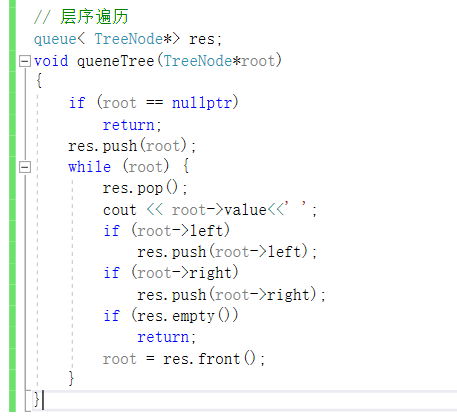 // 层序遍历
queue< TreeNode*> res;
void queneTree(TreeNode*root)
{
    if (root == nullptr)
        return;
    res.push(root);
    while (root) {
        res.pop();
        cout << root->value<<' ';
        if (root->left)
            res.push(root->left);
        if (root->right)
            res.push(root->right);
        if (res.empty())
            return;
        root = res.front();
    }
}